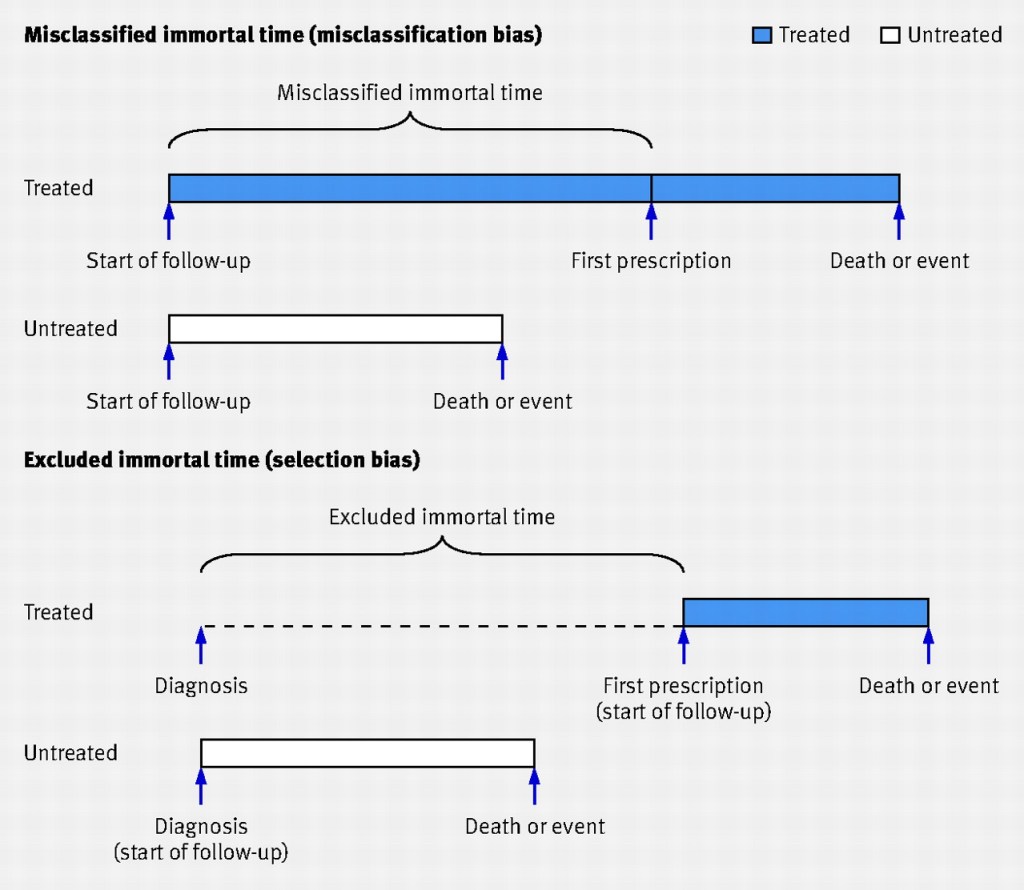 Misclassified immortal time (misclassification bias)
Treated
Untreated
Misclassified immortal time
Treated
Start of follow-up
First prescription
Death or event
Untreated
Start of follow-up
Death or event
Excluded immortal time (selection bias)
Excluded immortal time
Treated
Diagnosis
First prescription
(start of follow-up)
Death or event
Untreated
Diagnosis
(start of follow-up)
Death or event